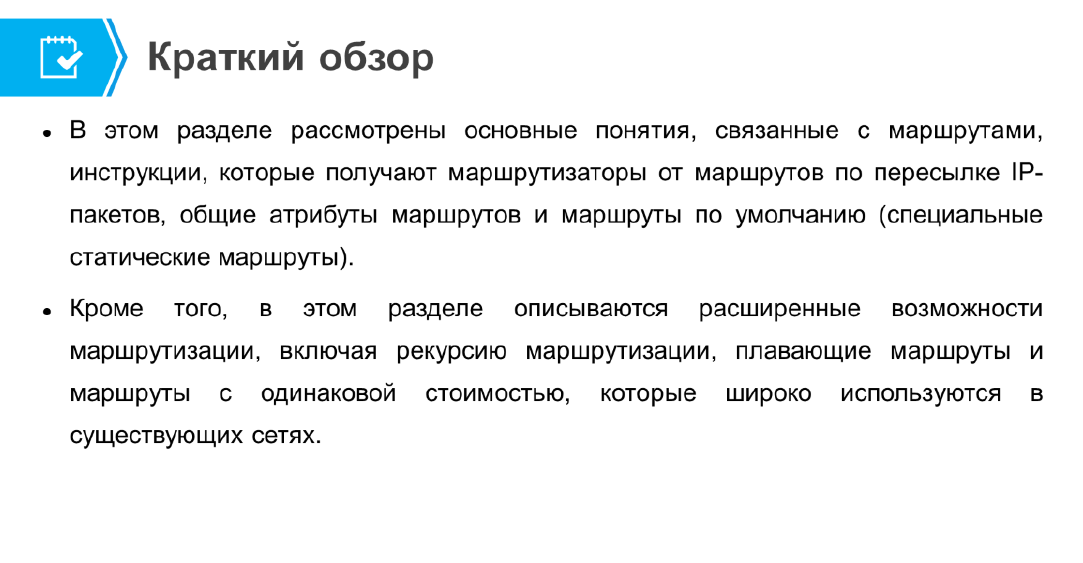 Краткий обзор
• В этом разделе рассмотрены основные понятия, связанные с маршрутами,
инструкции, которые получают маршрутизаторы от маршрутов по пересылке IP-
пакетов, общие атрибуты маршрутов и маршруты по умолчанию (специальные
статические маршруты).
• Кроме того, в этом разделе описываются расширенные возможности
маршрутизации, включая рекурсию маршрутизации, плавающие маршруты и
маршруты с одинаковой стоимостью, которые широко используются в
существующих сетях.